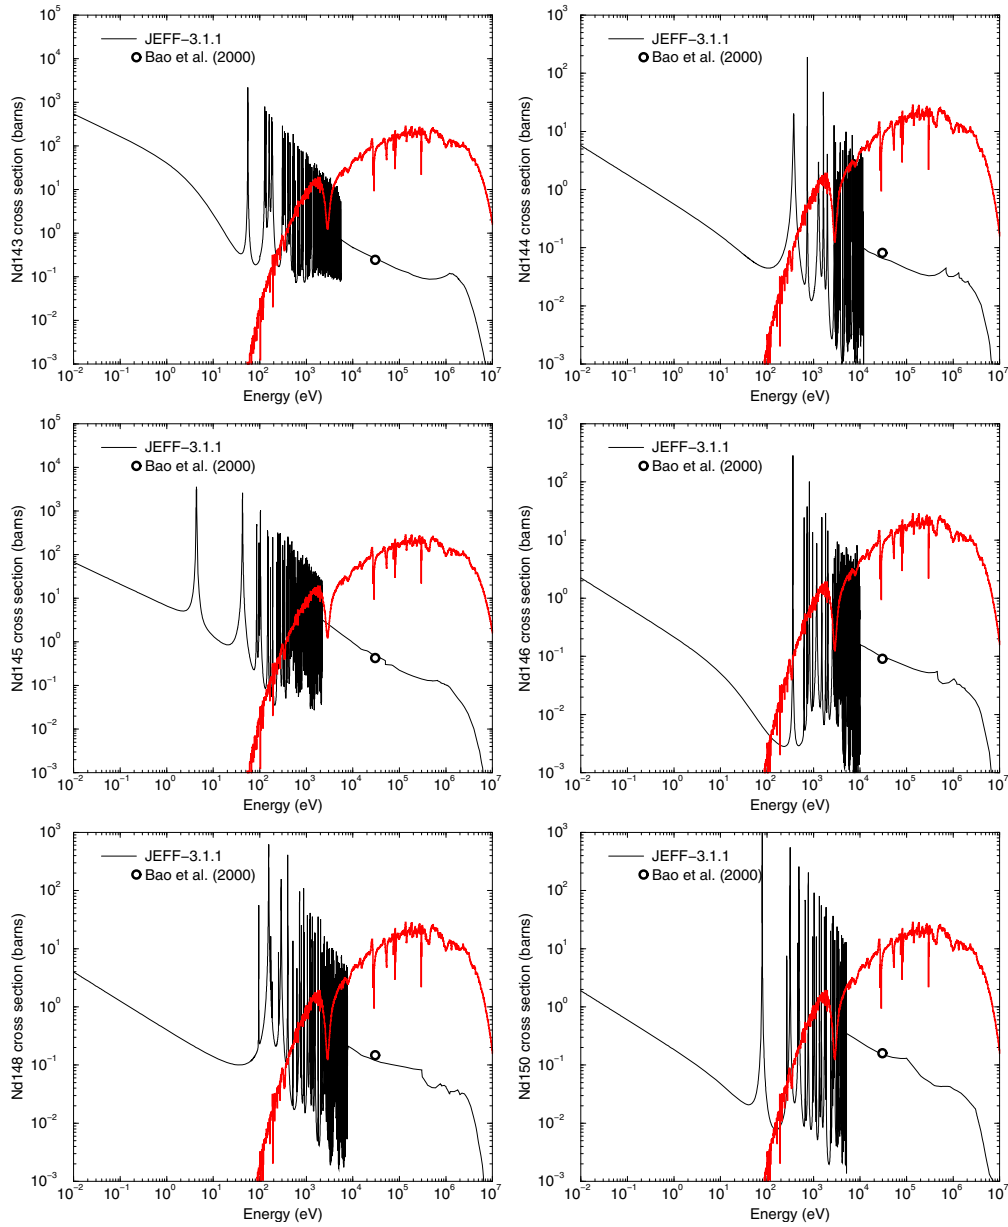 JEFF−3.1.1
Bao et al. (2000)
Nd143 cross section (barns)
10^5
10^4
10^3
10^2
10^1
10^0
10^−1
10^−2
10^−3
10^−2 10^−1 10^0 10^1 10^2 10^3 10^4 10^5 10^6 10^7
Energy (eV)
JEFF−3.1.1
Bao et al. (2000)
Nd144 cross section (barns)
10^3
10^2
10^1
10^0
10^−1
10^−2
10^−3
10^−2 10^−1 10^0 10^1 10^2 10^3 10^4 10^5 10^6 10^7
Energy (eV)
JEFF−3.1.1
Bao et al. (2000)
Nd145 cross section (barns)
10^5
10^4
10^3
10^2
10^1
10^0
10^−1
10^−2
10^−3
10^−2 10^−1 10^0 10^1 10^2 10^3 10^4 10^5 10^6 10^7
Energy (eV)
JEFF−3.1.1
Bao et al. (2000)
Nd146 cross section (barns)
10^3
10^2
10^1
10^0
10^−1
10^−2
10^−3
10^−2 10^−1 10^0 10^1 10^2 10^3 10^4 10^5 10^6 10^7
Energy (eV)
JEFF−3.1.1
Bao et al. (2000)
Nd148 cross section (barns)
10^3
10^2
10^1
10^0
10^−1
10^−2
10^−3
10^−2 10^−1 10^0 10^1 10^2 10^3 10^4 10^5 10^6 10^7
Energy (eV)
JEFF−3.1.1
Bao et al. (2000)
Nd150 cross section (barns)
10^3
10^2
10^1
10^0
10^−1
10^−2
10^−3
10^−2 10^−1 10^0 10^1 10^2 10^3 10^4 10^5 10^6 10^7
Energy (eV)